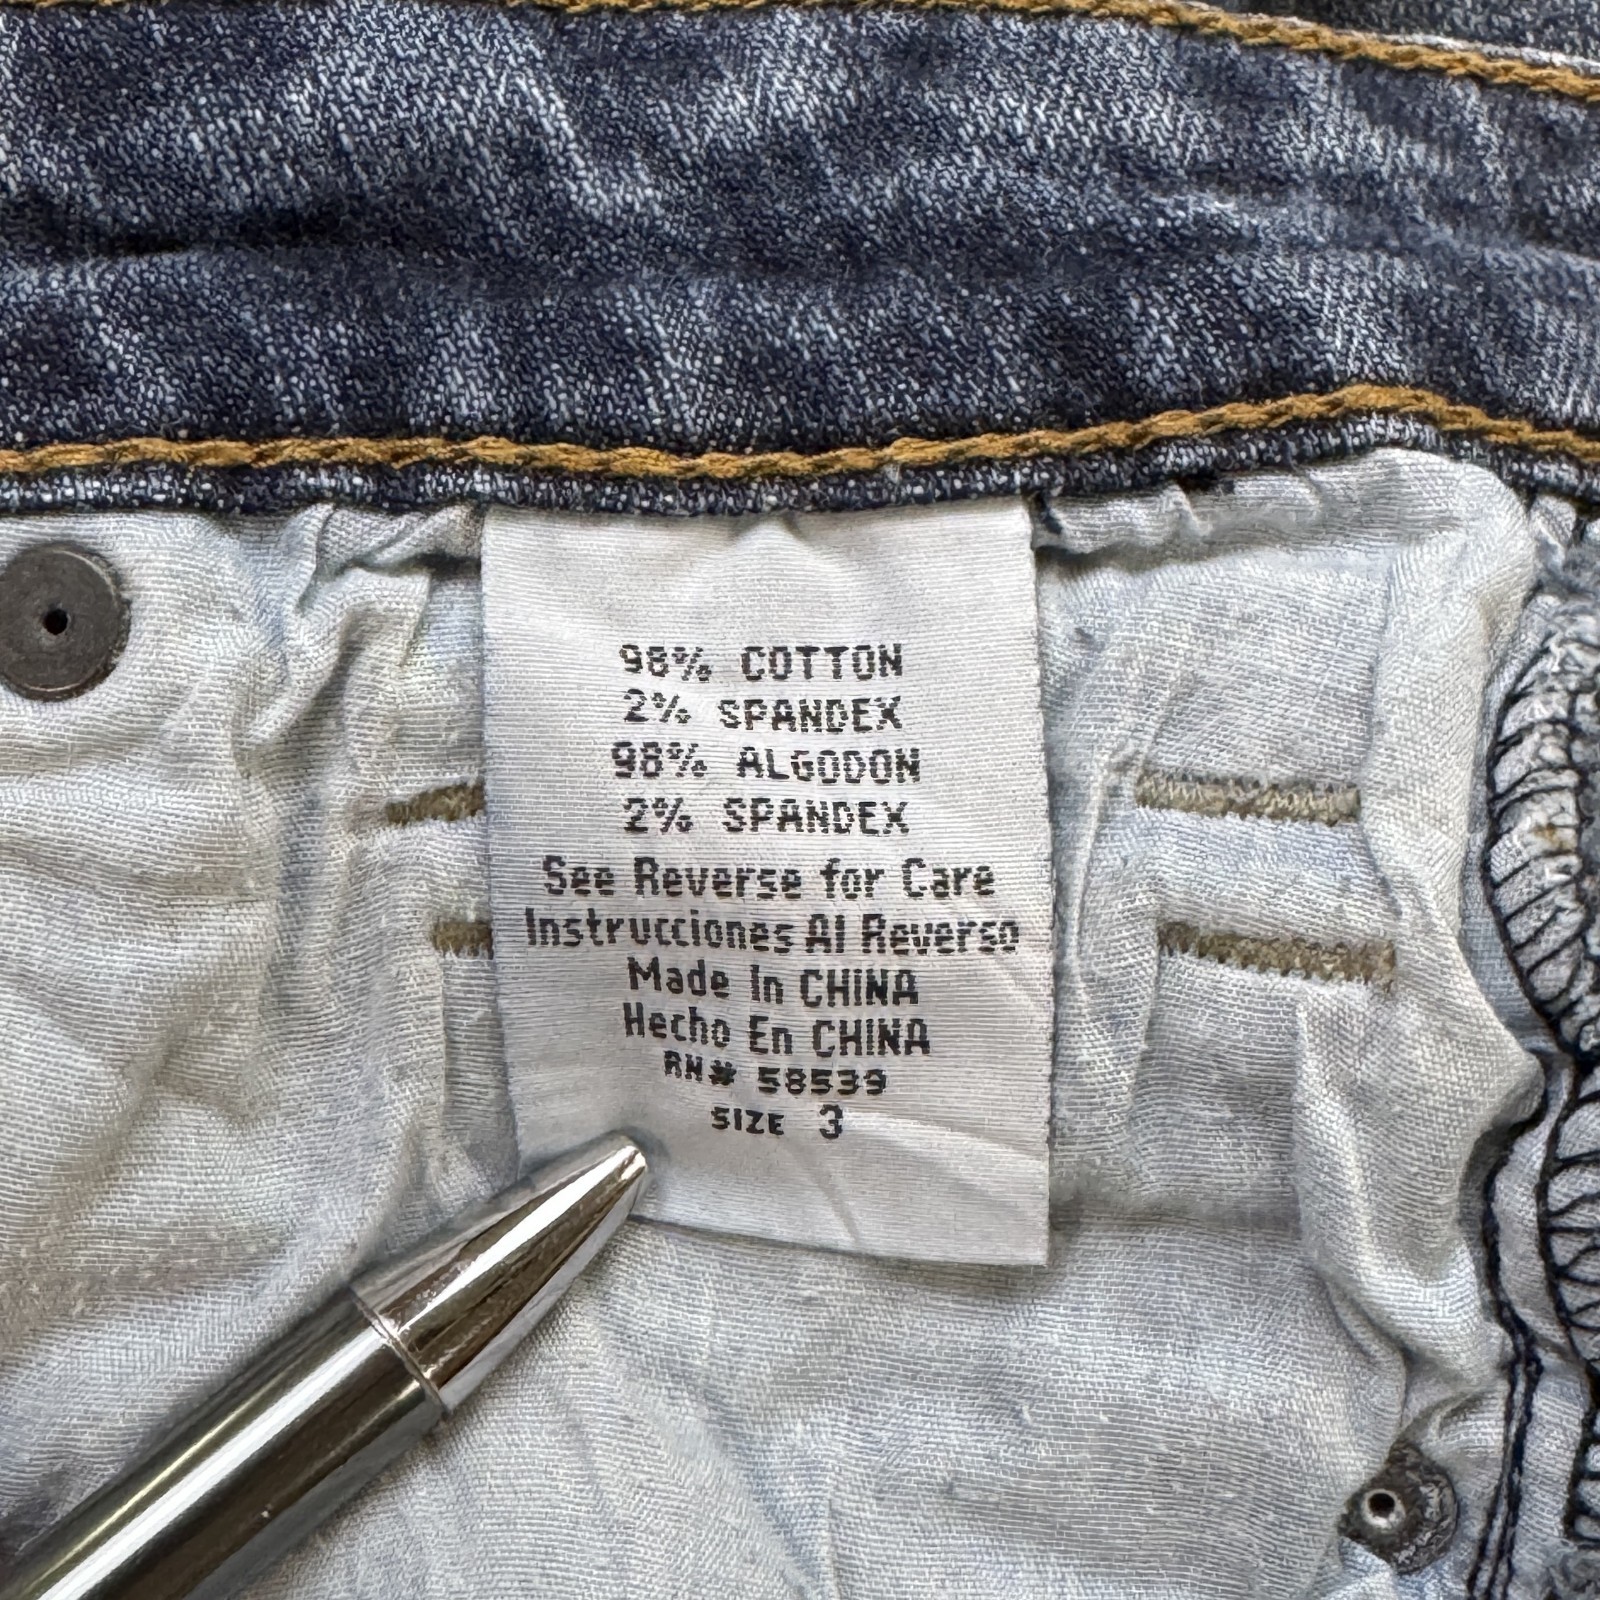 98% COTTON
2% SPANDEX
98% ALGODON
2% SPANDEX
See Reverse for Care
Instrucciones Al Reverso
Made In CHINA
Hecho En CHINA
RN# 58539
SIZE 3